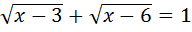 √(x − 3) + √(x − 6) = 1